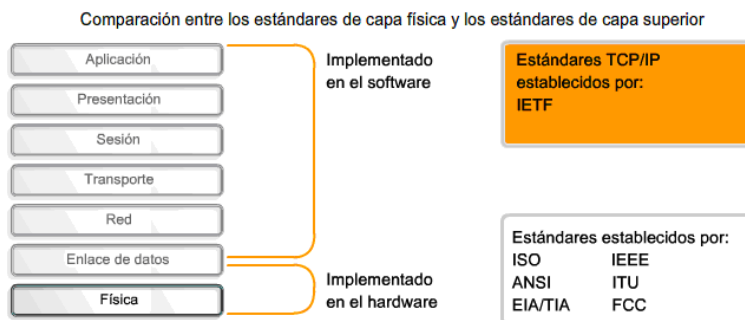 Comparación entre los estándares de capa física y los estándares de capa superior
Aplicación
Presentación
Sesión
Transporte
Red
Enlace de datos
Física
Implementado
en el software
Implementado
en el hardware
Estándares TCP/IP
establecidos por:
IETF
Estándares establecidos por:
ISO IEEE
ANSI ITU
EIA/TIA FCC